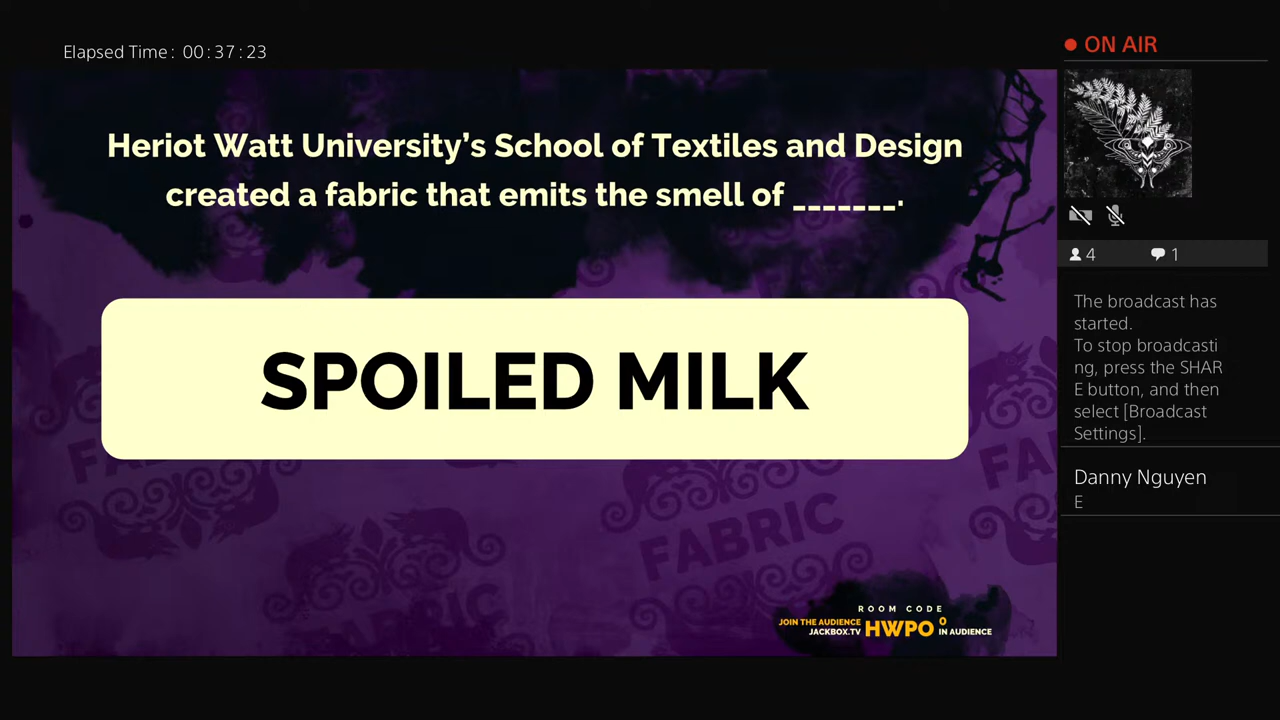 Elapsed Time: 00:37:23
ON AIR
Heriot Watt University’s School of Textiles and Design
created a fabric that emits the smell of _______.
4
1
The broadcast has
started.
To stop broadcasti
ng, press the SHAR
E button, and then
select [Broadcast
Settings].
SPOILED MILK
Danny Nguyen
E
FABRIC
FABRIC
FABRIC
ROOM CODE
JOIN THE AUDIENCE
JACKBOX.TV
HWPO
0
IN AUDIENCE